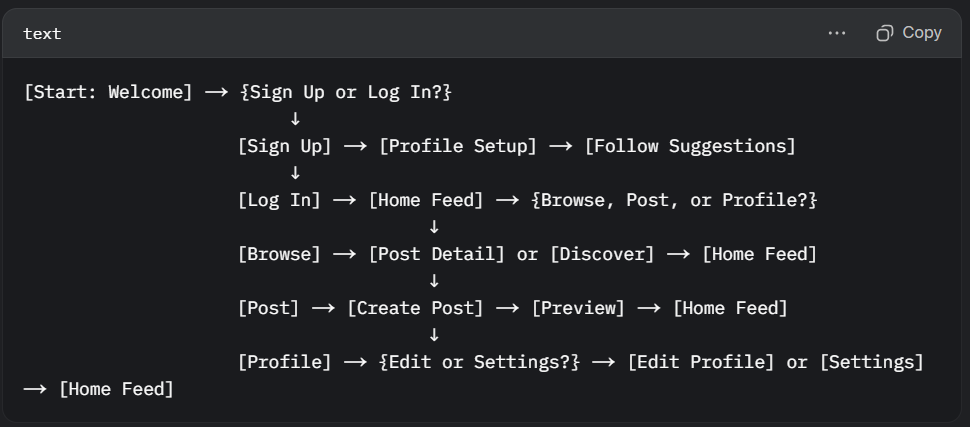 text
Copy
[Start: Welcome] → {Sign Up or Log In?}
↓
[Sign Up] → [Profile Setup] → [Follow Suggestions]
↓
[Log In] → [Home Feed] → {Browse, Post, or Profile?}
↓
[Browse] → [Post Detail] or [Discover] → [Home Feed]
↓
[Post] → [Create Post] → [Preview] → [Home Feed]
↓
[Profile] → {Edit or Settings?} → [Edit Profile] or [Settings]
→ [Home Feed]